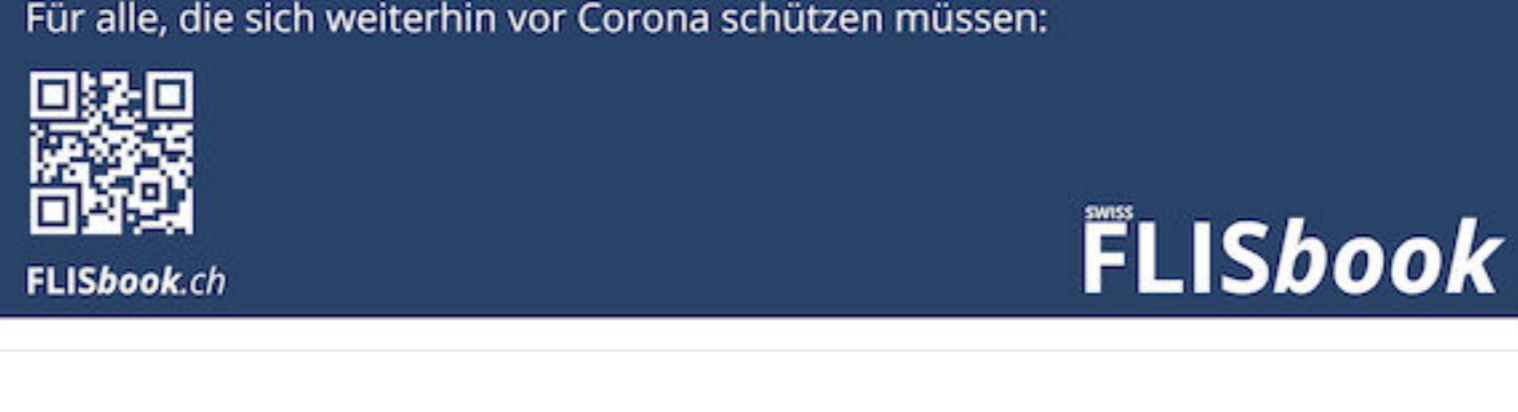 Für alle, die sich weiterhin vor Corona schützen müssen:
FLISbook.ch
SWISS
FLISbook